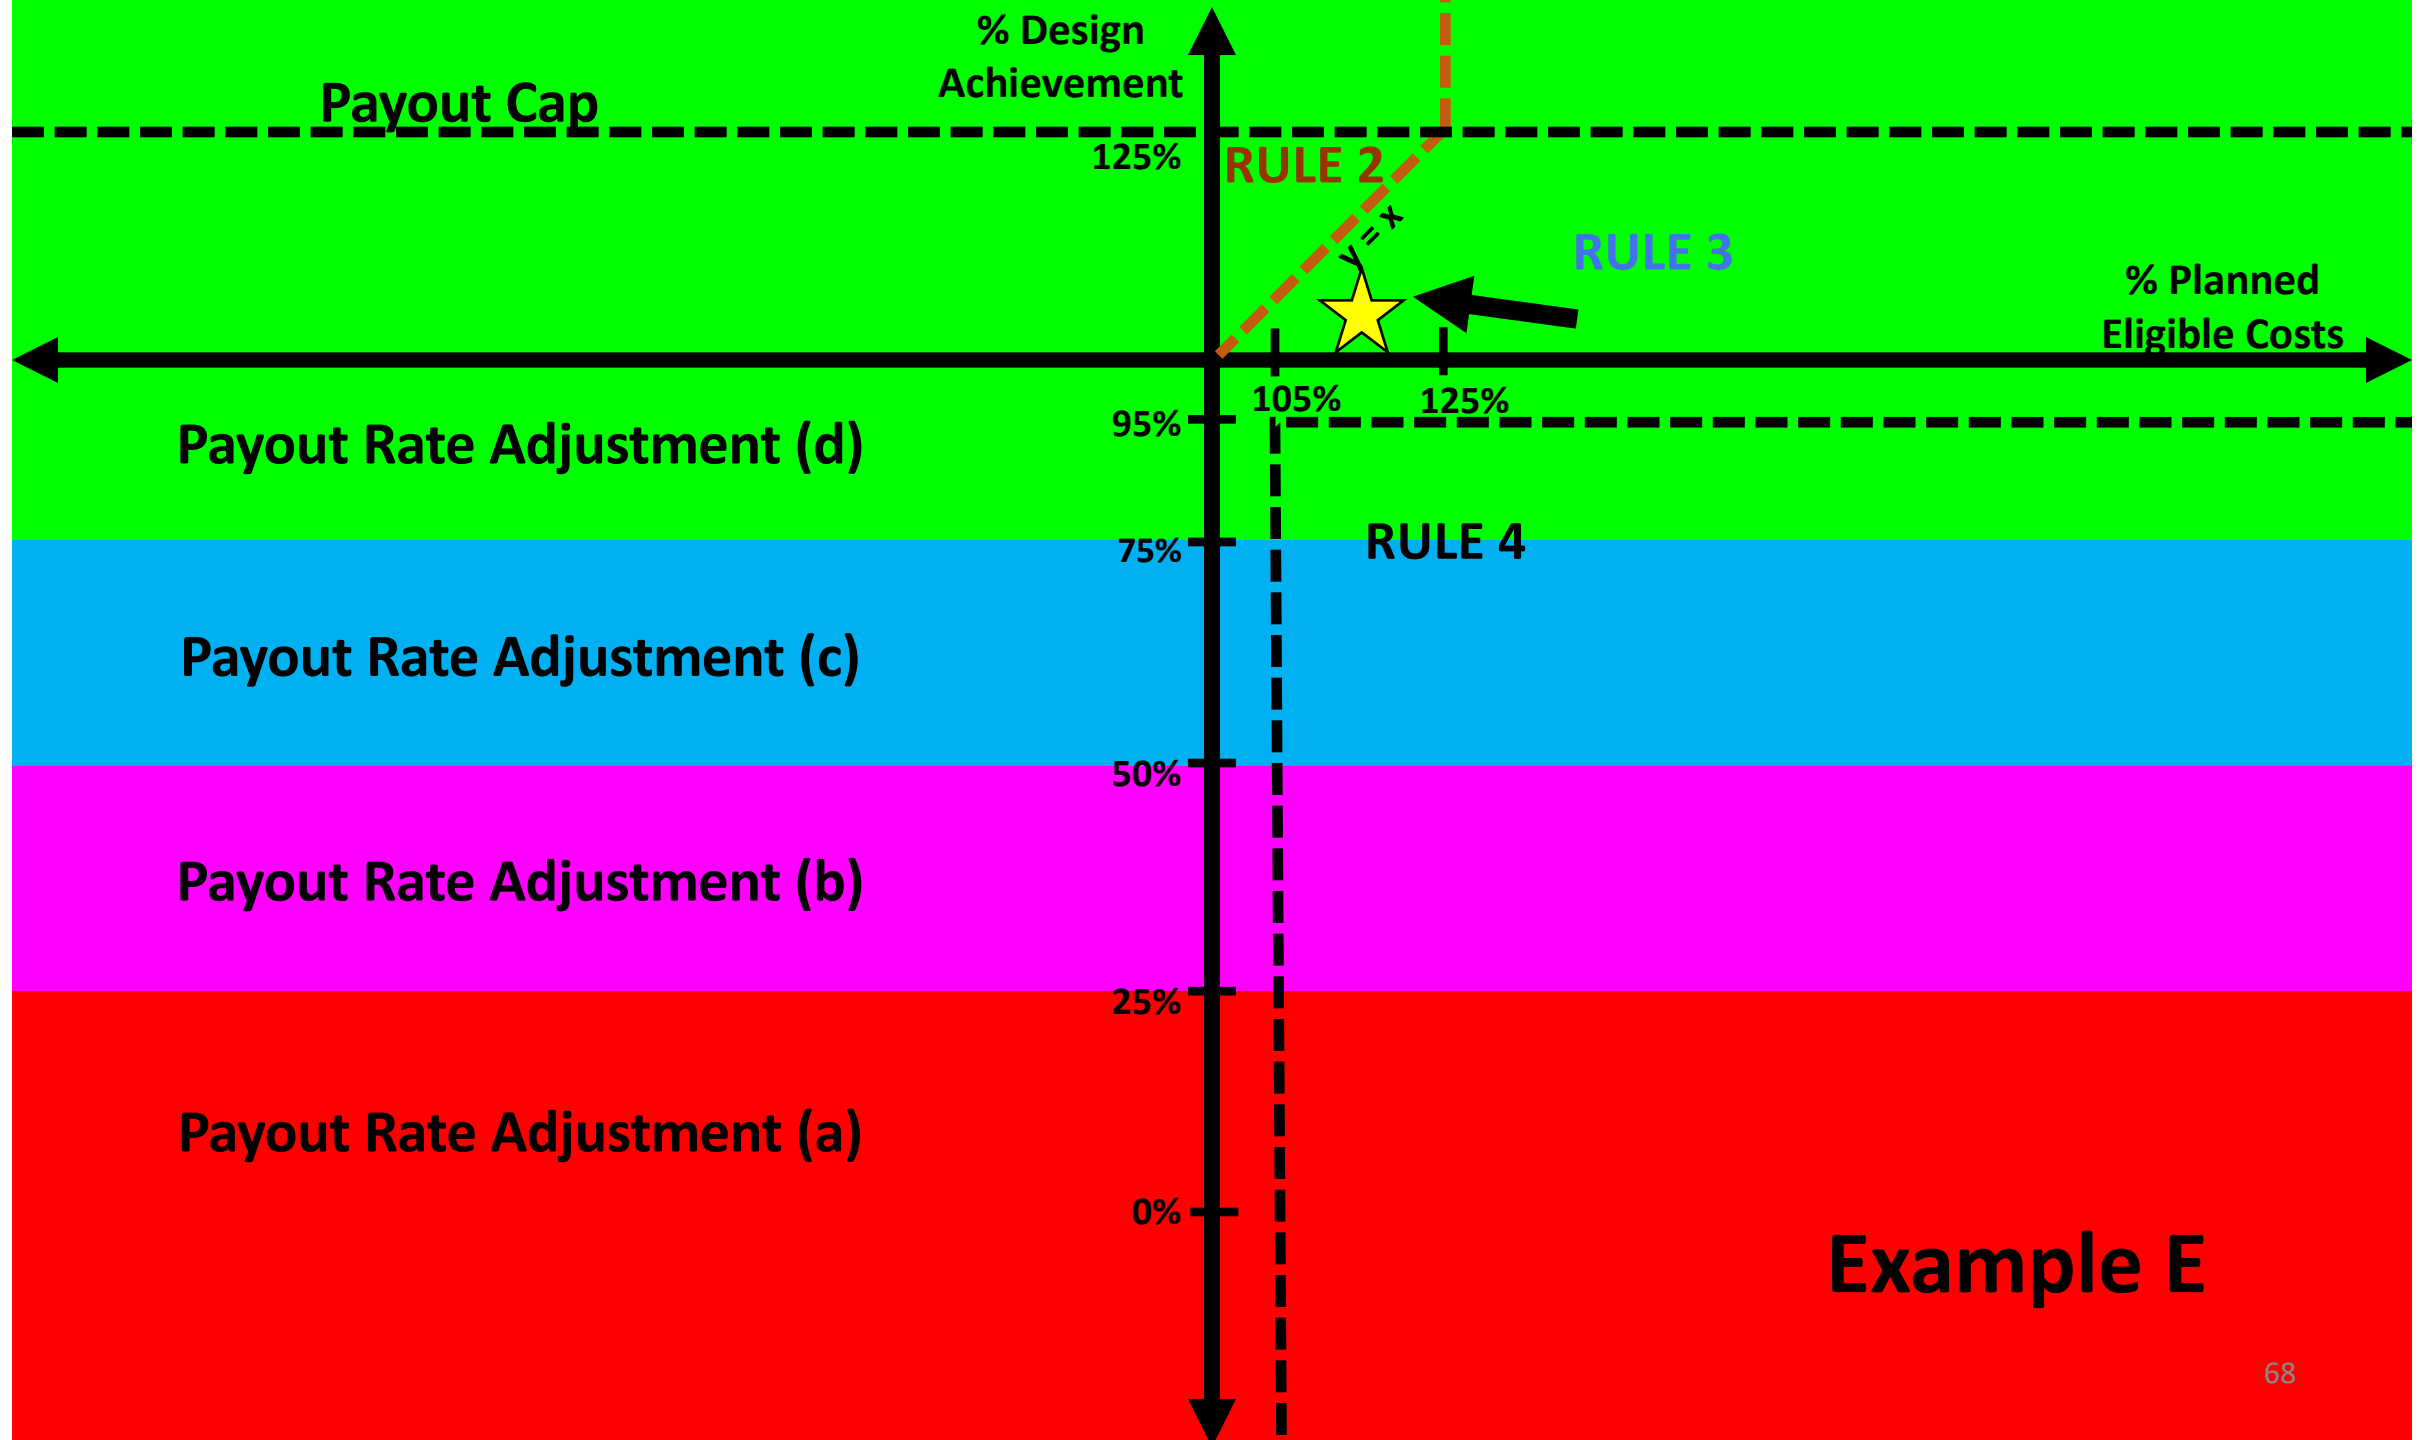 % Design
Achievement
Payout Cap
125%
RULE 2
y = x
RULE 3
% Planned
Eligible Costs
105%
125%
95%
Payout Rate Adjustment (d)
RULE 4
75%
Payout Rate Adjustment (c)
50%
Payout Rate Adjustment (b)
25%
Payout Rate Adjustment (a)
0%
Example E
68